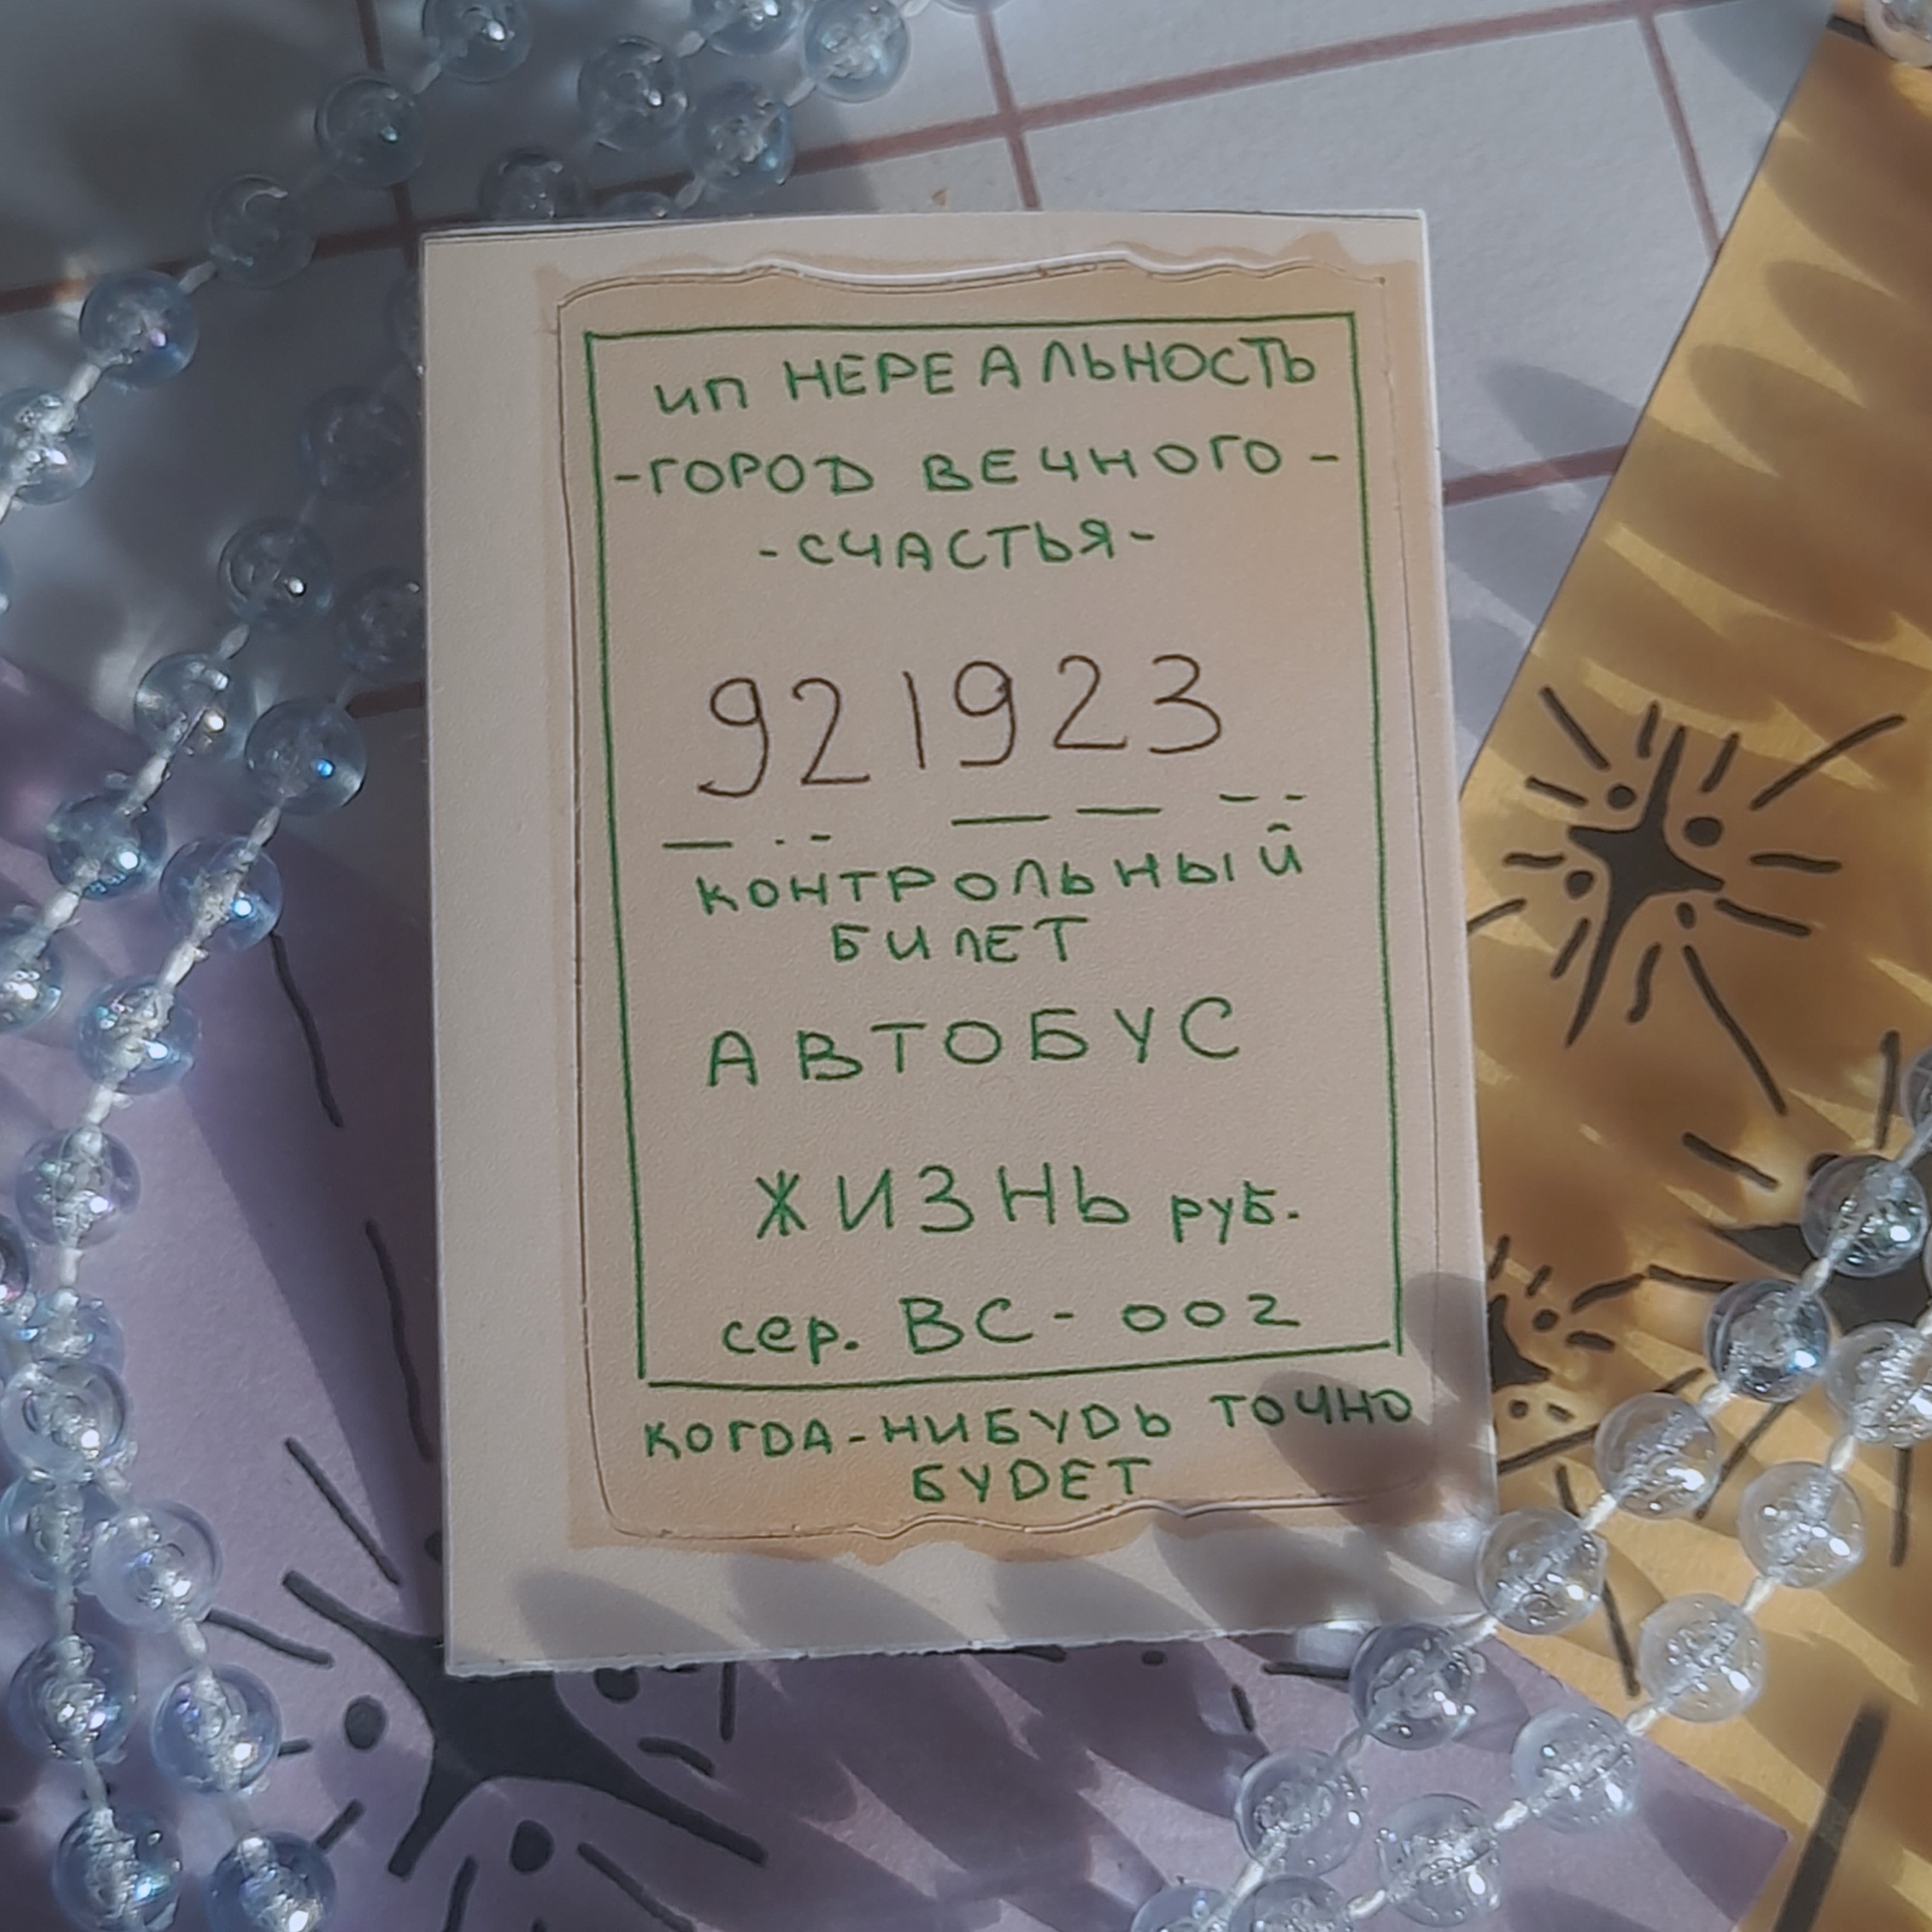 ИП НЕРЕАЛЬНОСТЬ
-ГОРОД ВЕЧНОГО-
-СЧАСТЬЯ-
921923
КОНТРОЛЬНЫЙ
БИЛЕТ
АВТОБУС
ЖИЗНЬ руб.
сер. ВС-002
КОГДА-НИБУДЬ ТОЧНО
БУДЕТ